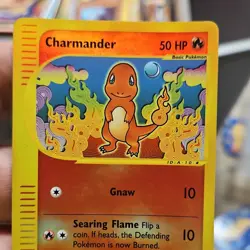 Charmander 50 HP
Basic Pokémon
Gnaw 10
Searing Flame Flip a 10
coin. If heads, the Defending
Pokémon is now Burned.